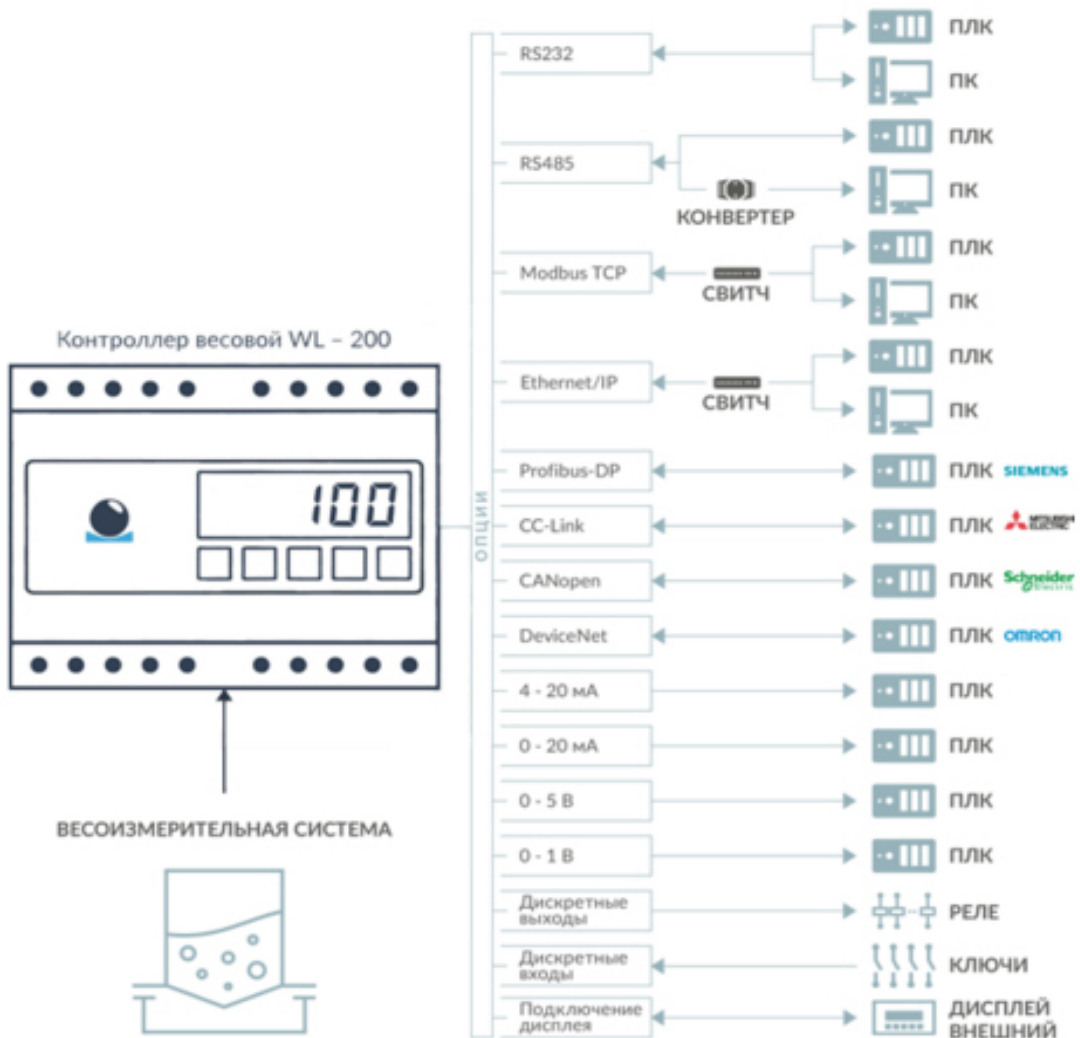 Контроллер весовой WL – 200
100
ВЕСОИЗМЕРИТЕЛЬНАЯ СИСТЕМА
ОПЦИИ
RS232
ПЛК
ПК
RS485
КОНВЕРТЕР
ПЛК
ПК
Modbus TCP
СВИТЧ
ПЛК
ПК
Ethernet/IP
СВИТЧ
ПЛК
ПК
Profibus-DP
ПЛК SIEMENS
CC-Link
ПЛК MITSUBISHI
ELECTRIC
CANopen
ПЛК Schneider
Electric
DeviceNet
ПЛК OMRON
4 - 20 мА
ПЛК
0 - 20 мА
ПЛК
0 - 5 В
ПЛК
0 - 1 В
ПЛК
Дискретные
выходы
РЕЛЕ
Дискретные
входы
КЛЮЧИ
Подключение
дисплея
ДИСПЛЕЙ
ВНЕШНИЙ